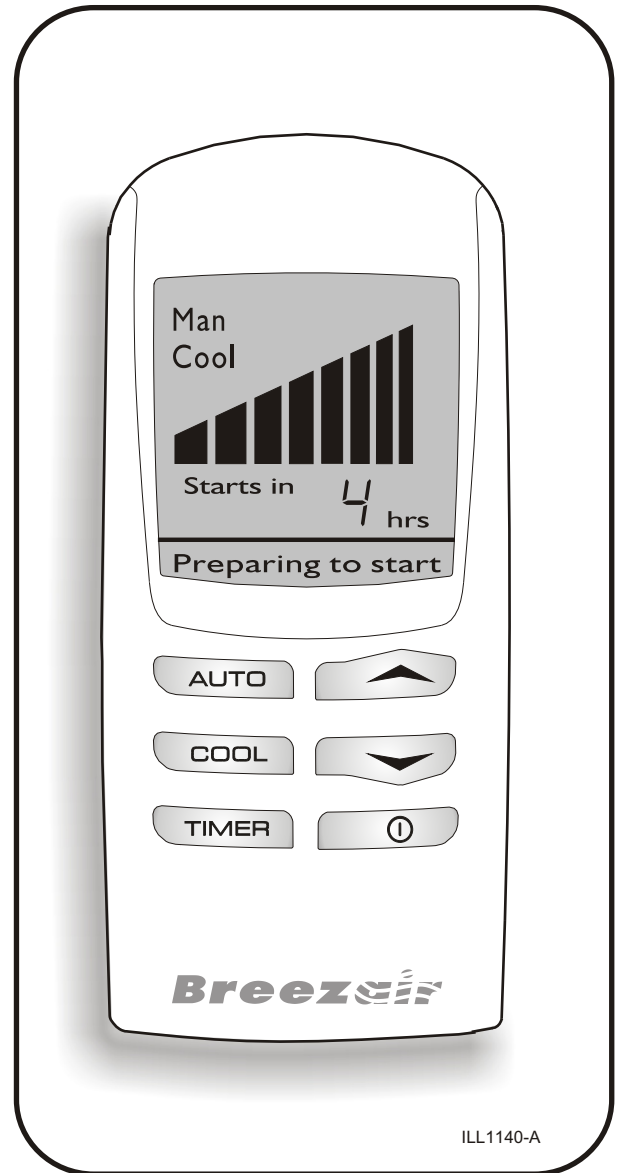 Man
Cool
Starts in 4 hrs
Preparing to start
AUTO
COOL
TIMER
Breezair
ILL1140-A